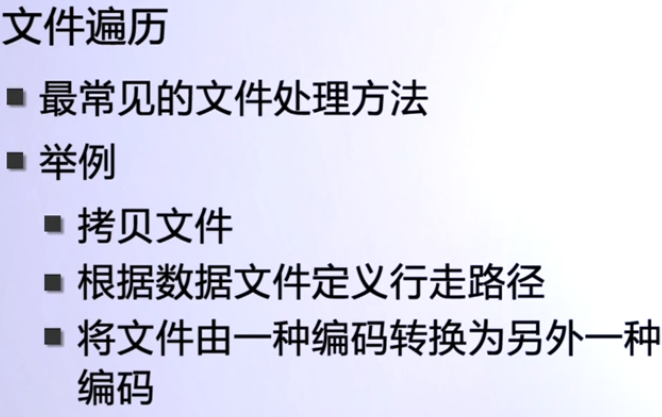 文件遍历
最常见的文件处理方法
举例
拷贝文件
根据数据文件定义行走路径
将文件由一种编码转换为另外一种
编码